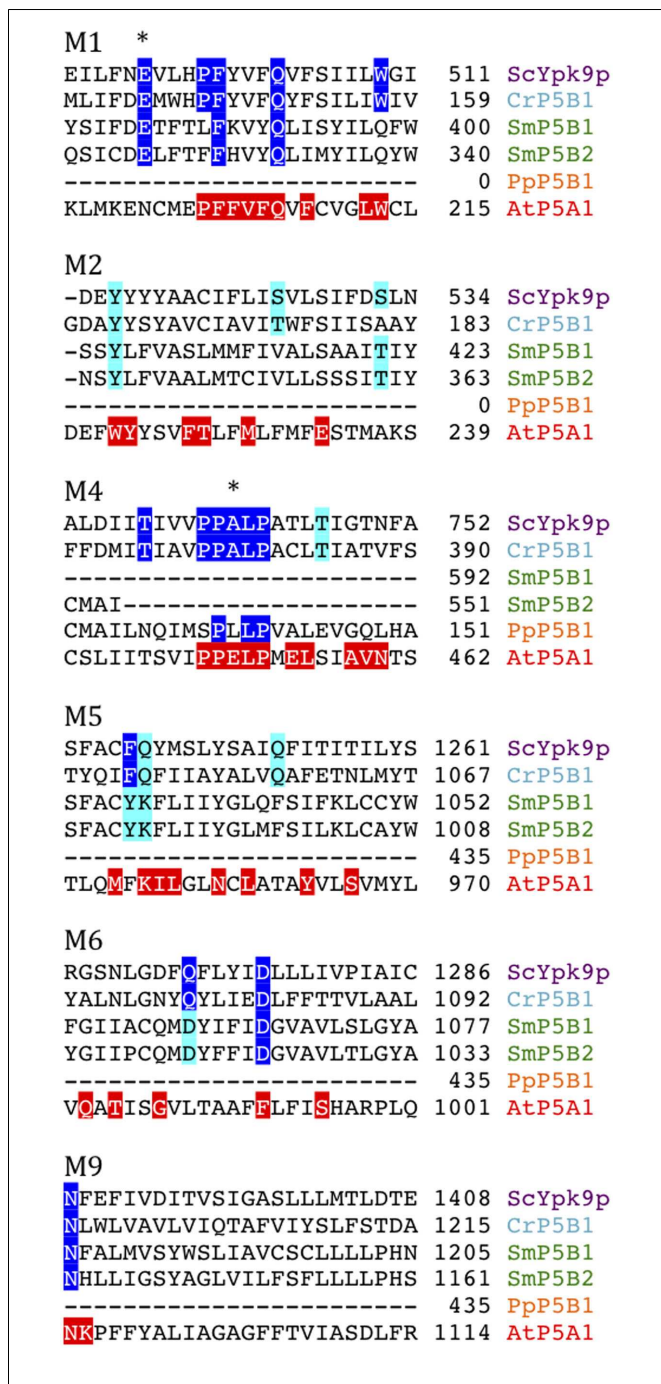 M1 *
EILFNEVLHPFYVFQVFSIILWGI 511 ScYpk9p
MLIFDEMWHPFYVFQYFSILIWIV 159 CrP5B1
YSIFDETFTLFKVYQLISYILQFW 400 SmP5B1
QSICDELFTFFHVYQLIMYILQYW 340 SmP5B2
------------------------ 0 PpP5B1
KLMKENCMEPFFVFQVFCVGLWCL 215 AtP5A1
M2
-DEYYYYAACIFLISVLSIFDSLN 534 ScYpk9p
GDAYYSYAVCIAVITWFSIISAAY 183 CrP5B1
-SSYLFVASLMMFIVALSAAITIY 423 SmP5B1
-NSYLFVAALMTCIVLLSSSITIY 363 SmP5B2
------------------------ 0 PpP5B1
DEFWYYSVFTLFMLFMFESTMAKS 239 AtP5A1
M4 *
ALDIITIVVPPALPATLTIGTNFA 752 ScYpk9p
FFDMITIAVPPALPACLTIATVFS 390 CrP5B1
------------------------ 592 SmP5B1
CMAI-------------------- 551 SmP5B2
CMAILNQIMSPLLPVALEVGQLHA 151 PpP5B1
CSLIITSVIPPELPMELSIAVNTS 462 AtP5A1
M5
SFACFQYMSLYSAIQFITITILYS 1261 ScYpk9p
TYQIFQFIIAYALVQAFETNLMYT 1067 CrP5B1
SFACYKFLIIYGLQFSIFKLCCYW 1052 SmP5B1
SFACYKFLIIYGLMFSILKLCAYW 1008 SmP5B2
------------------------ 435 PpP5B1
TLQMFKILGLNCLATAYVLSVMYL 970 AtP5A1
M6
RGSNLGDFQFLYIDLLLIVPIAIC 1286 ScYpk9p
YALNLGNYQYLIEDLFFTTVLAAL 1092 CrP5B1
FGIIACQMDYIFIDGVAVLSLGYA 1077 SmP5B1
YGIIPCQMDYFFIDGVAVLTLGYA 1033 SmP5B2
------------------------ 435 PpP5B1
VQATISGVLTAAFFLFISHARPLQ 1001 AtP5A1
M9
NFEFIVDITVSIGASLLLMTLDTE 1408 ScYpk9p
NLWLVAVLVIQTAFVIYSLFSTDA 1215 CrP5B1
NFALMVSYWSLIAVCSCLLLLPHN 1205 SmP5B1
NHLLIGSYAGLVILFSFLLLLPHS 1161 SmP5B2
------------------------ 435 PpP5B1
NKPFFYALIAGAGFFTVIASDLFR 1114 AtP5A1